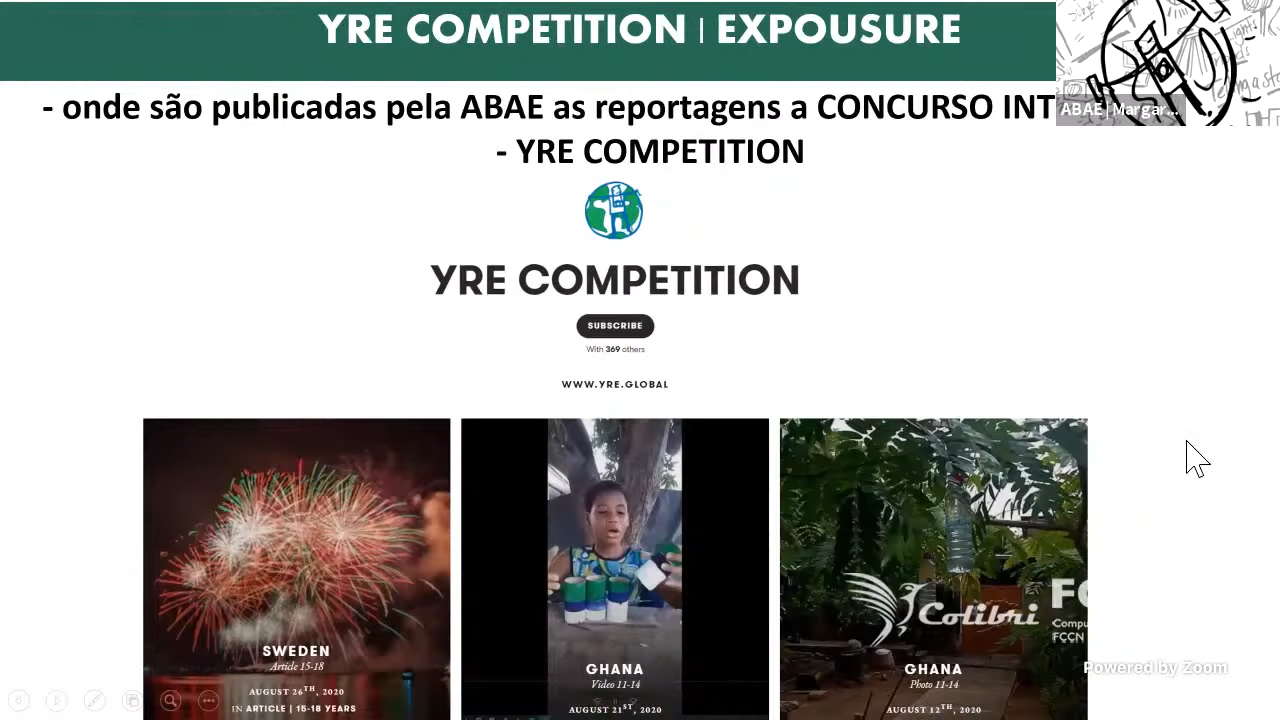 YRE COMPETITION | EXPOUSURE
- onde são publicadas pela ABAE as reportagens a CONCURSO INT
ABAE | Margar...
- YRE COMPETITION
YRE COMPETITION
SUBSCRIBE
With 369 others
WWW.YRE.GLOBAL
SWEDEN
Article 15-18
AUGUST 26TH, 2020
IN ARTICLE | 15-18 YEARS
GHANA
Video 11-14
AUGUST 21ST, 2020
GHANA
Photo 11-14
AUGUST 12TH, 2020
Colibri
FCCN
Powered by Zoom